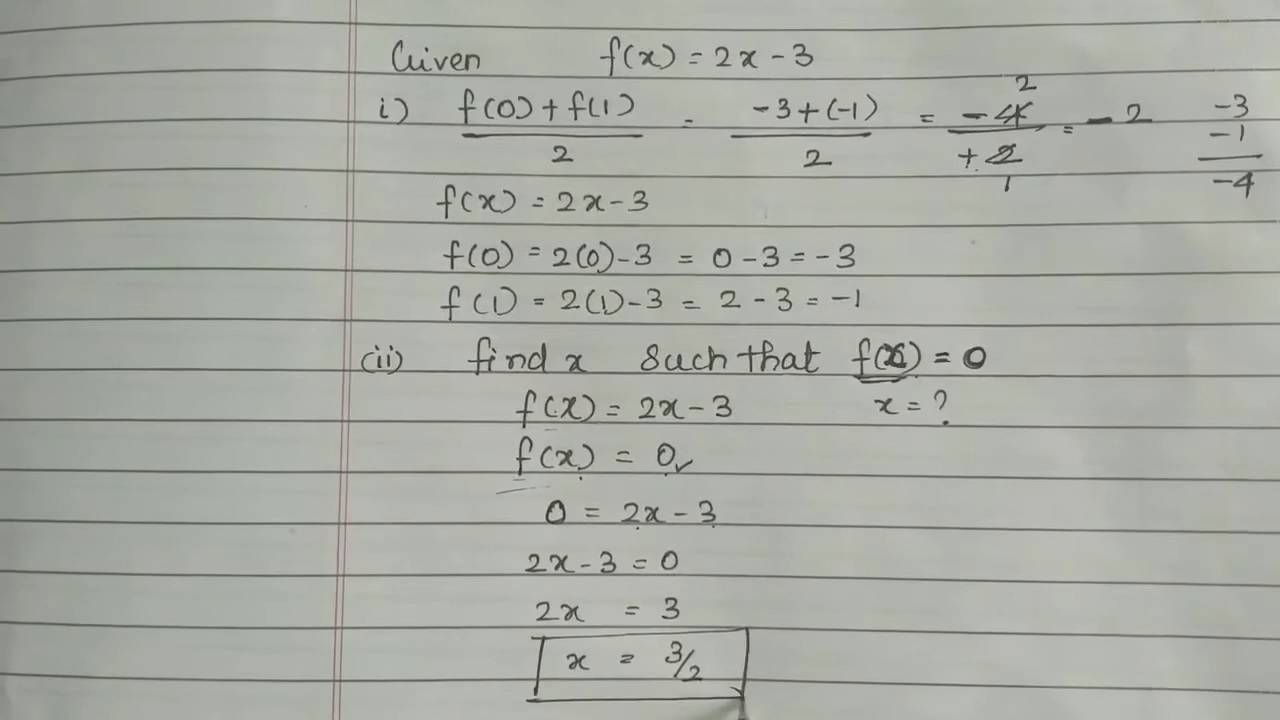 Given f(x) = 2x - 3
i) f(0) + f(1) / 2 = -3 + (-1) / 2 = -4 / +2 = -2
2
1
-3
-1
-4
f(x) = 2x - 3
f(0) = 2(0) - 3 = 0 - 3 = -3
f(1) = 2(1) - 3 = 2 - 3 = -1
(ii) find x such that f(x) = 0
f(x) = 2x - 3 x = ?
f(x) = 0
0 = 2x - 3
2x - 3 = 0
2x = 3
x = 3/2